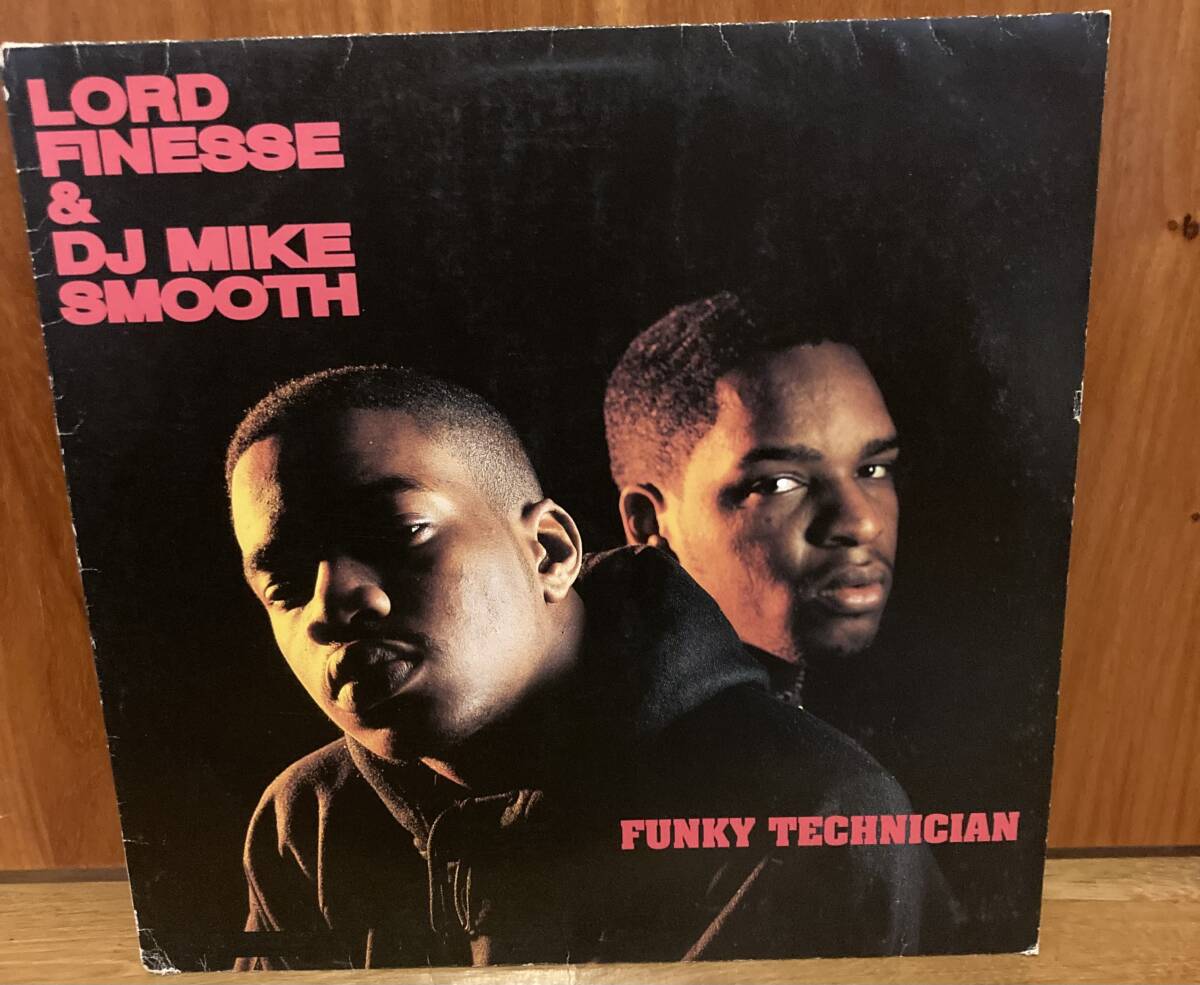 LORD
FINESSE
&
DJ MIKE
SMOOTH
FUNKY TECHNICIAN